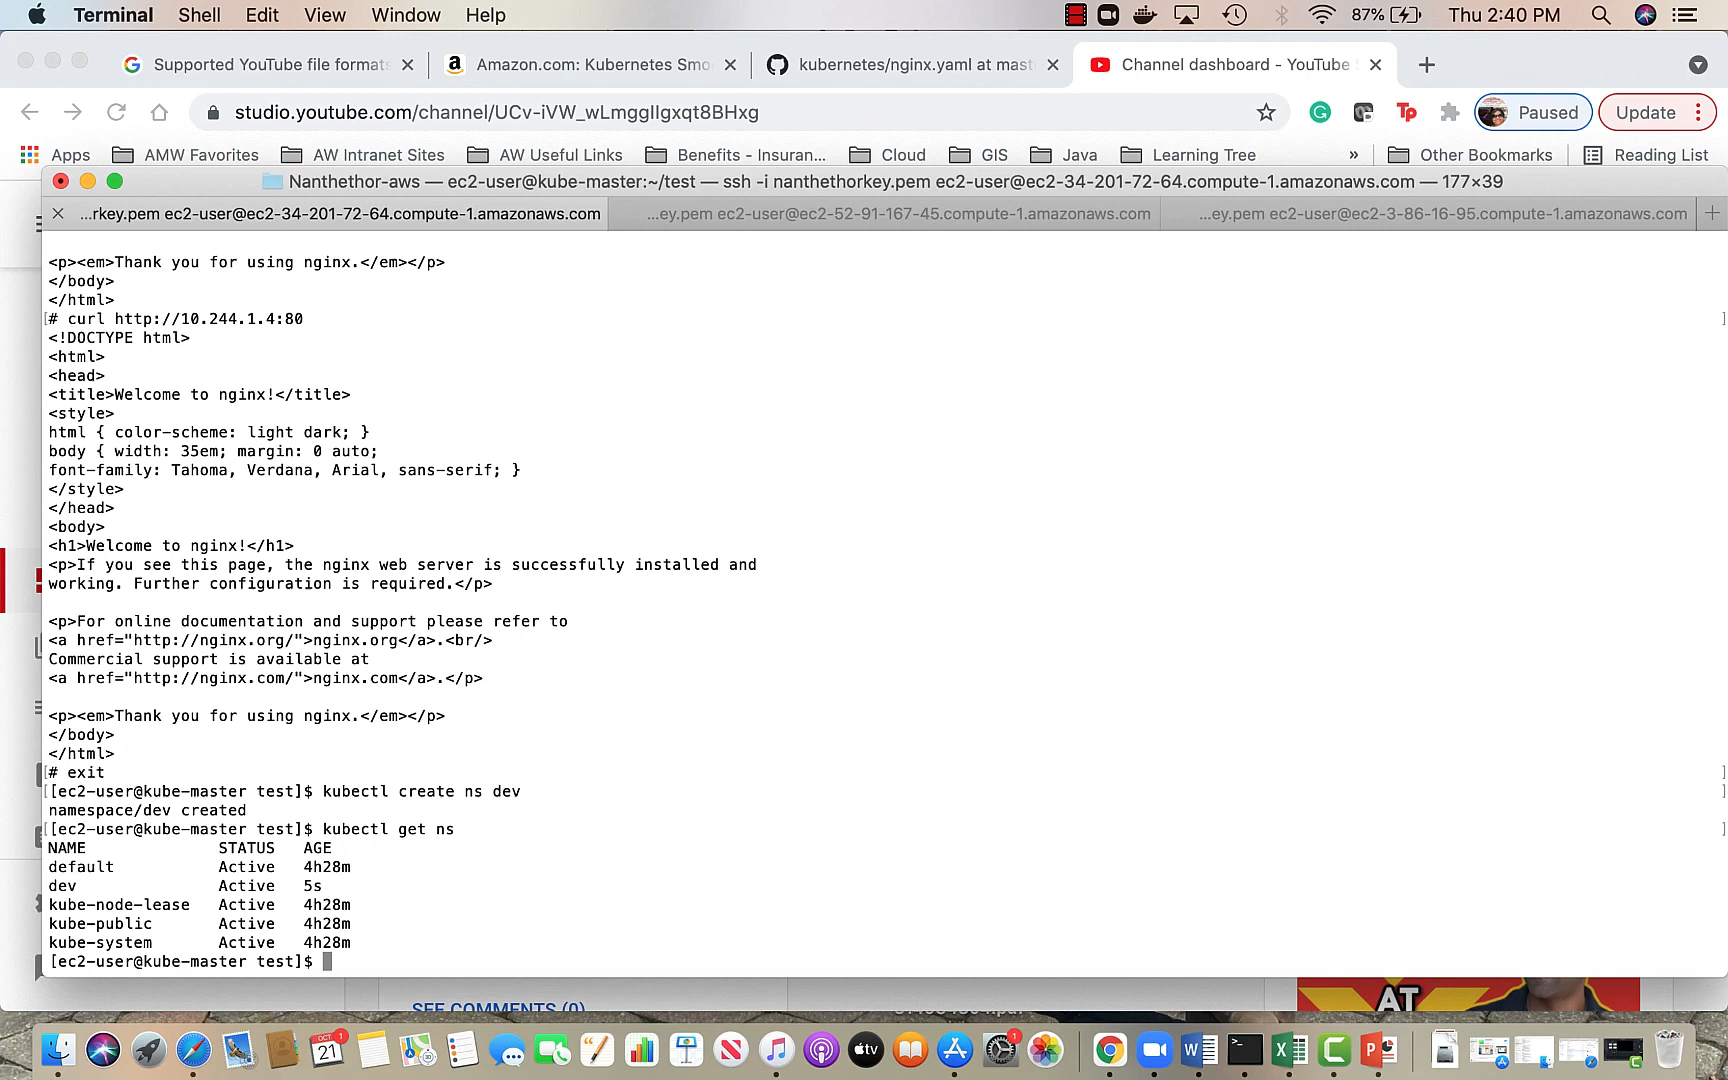 Terminal Shell Edit View Window Help 87% Thu 2:40 PM
Supported YouTube file formats Amazon.com: Kubernetes Smo kubernetes/nginx.yaml at mast Channel dashboard - YouTube S
studio.youtube.com/channel/UCv-iVW_wLmggIIgxqt8BHxg Paused Update
Apps AMW Favorites AW Intranet Sites AW Useful Links Benefits - Insuran... Cloud GIS Java Learning Tree » Other Bookmarks Reading List
Nanthethor-aws — ec2-user@kube-master:~/test — ssh -i nanthethorkey.pem ec2-user@ec2-34-201-72-64.compute-1.amazonaws.com — 177×39
...rkey.pem ec2-user@ec2-34-201-72-64.compute-1.amazonaws.com ...ey.pem ec2-user@ec2-52-91-167-45.compute-1.amazonaws.com ...ey.pem ec2-user@ec2-3-86-16-95.compute-1.amazonaws.com
<p><em>Thank you for using nginx.</em></p>
</body>
</html>
[# curl http://10.244.1.4:80 ]
<!DOCTYPE html>
<html>
<head>
<title>Welcome to nginx!</title>
<style>
html { color-scheme: light dark; }
body { width: 35em; margin: 0 auto;
font-family: Tahoma, Verdana, Arial, sans-serif; }
</style>
</head>
<body>
<h1>Welcome to nginx!</h1>
<p>If you see this page, the nginx web server is successfully installed and
working. Further configuration is required.</p>
<p>For online documentation and support please refer to
<a href="http://nginx.org/">nginx.org</a>.<br/>
Commercial support is available at
<a href="http://nginx.com/">nginx.com</a>.</p>
<p><em>Thank you for using nginx.</em></p>
</body>
</html>
[# exit ]
[[ec2-user@kube-master test]$ kubectl create ns dev ]
namespace/dev created
[[ec2-user@kube-master test]$ kubectl get ns ]
NAME STATUS AGE
default Active 4h28m
dev Active 5s
kube-node-lease Active 4h28m
kube-public Active 4h28m
kube-system Active 4h28m
[ec2-user@kube-master test]$
SEE COMMENTS (0)
AT
OCT 1
21
tv
1